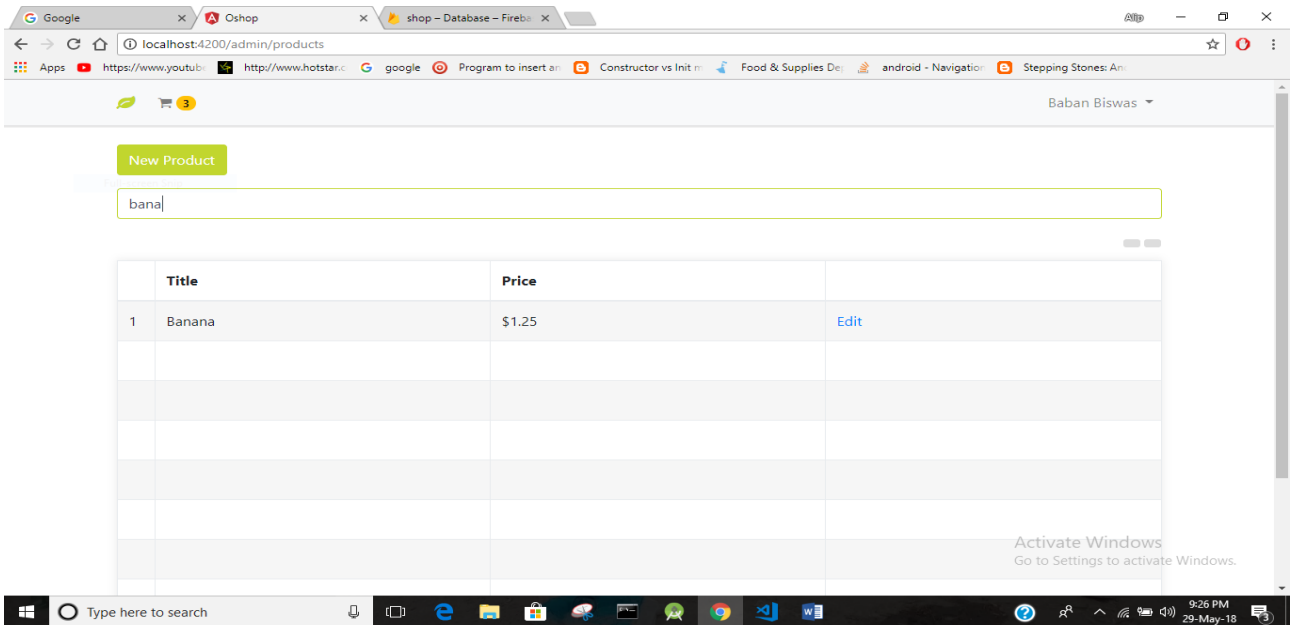 Google
Oshop
shop – Database – Fireba
Alip
localhost:4200/admin/products
Apps
https://www.youtub
http://www.hotstar.c
google
Program to insert an
Constructor vs Init m
Food & Supplies De
android - Navigation
Stepping Stones: An
3
Baban Biswas
New Product
bana
Title Price
1 Banana $1.25 Edit
Activate Windows
Go to Settings to activate Windows.
Type here to search
9:26 PM
29-May-18
3